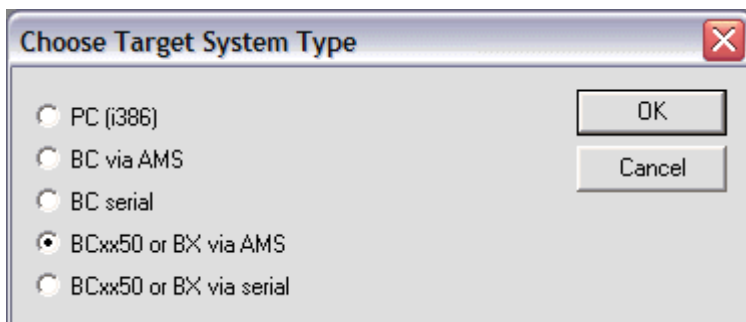 Choose Target System Type
PC (i386)
OK
BC via AMS
Cancel
BC serial
BCxx50 or BX via AMS
BCxx50 or BX via serial